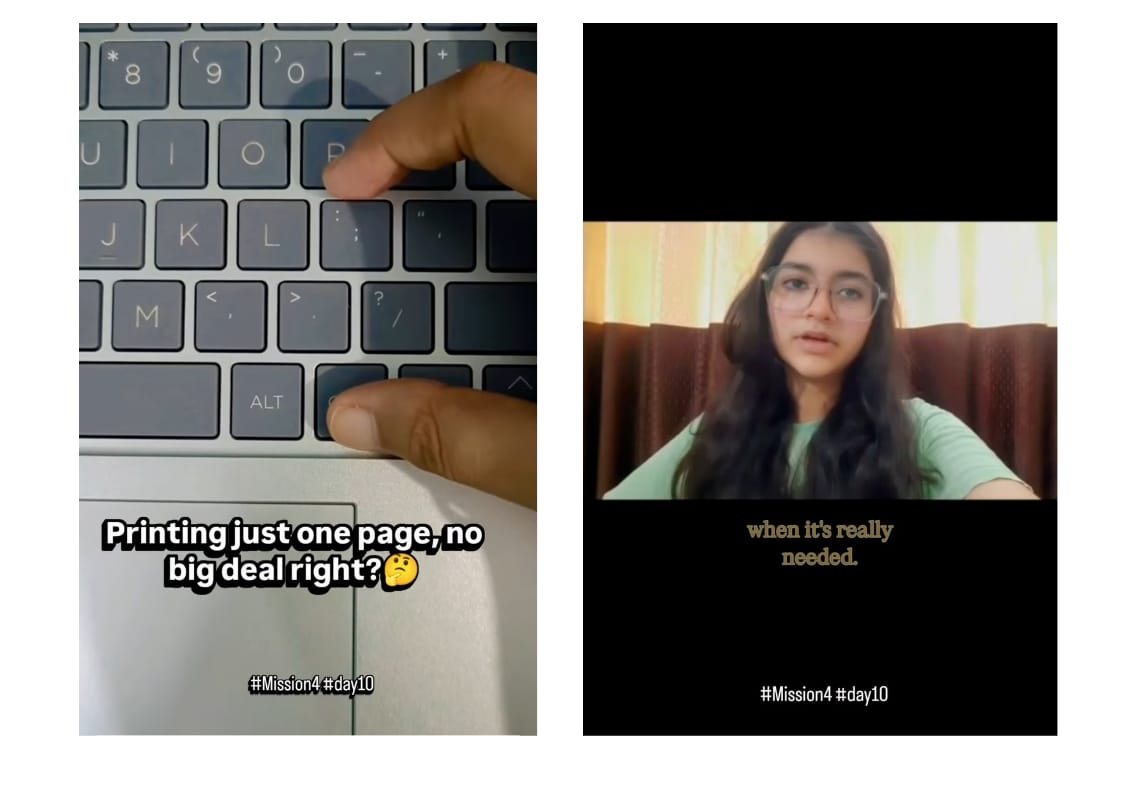 * 8
( 9
) 0
– -
+
U I O P
J K L : ; " '
M < , > . ? /
ALT
Printing just one page, no
big deal right?🤔
#Mission4 #day10
when it's really
needed.
#Mission4 #day10